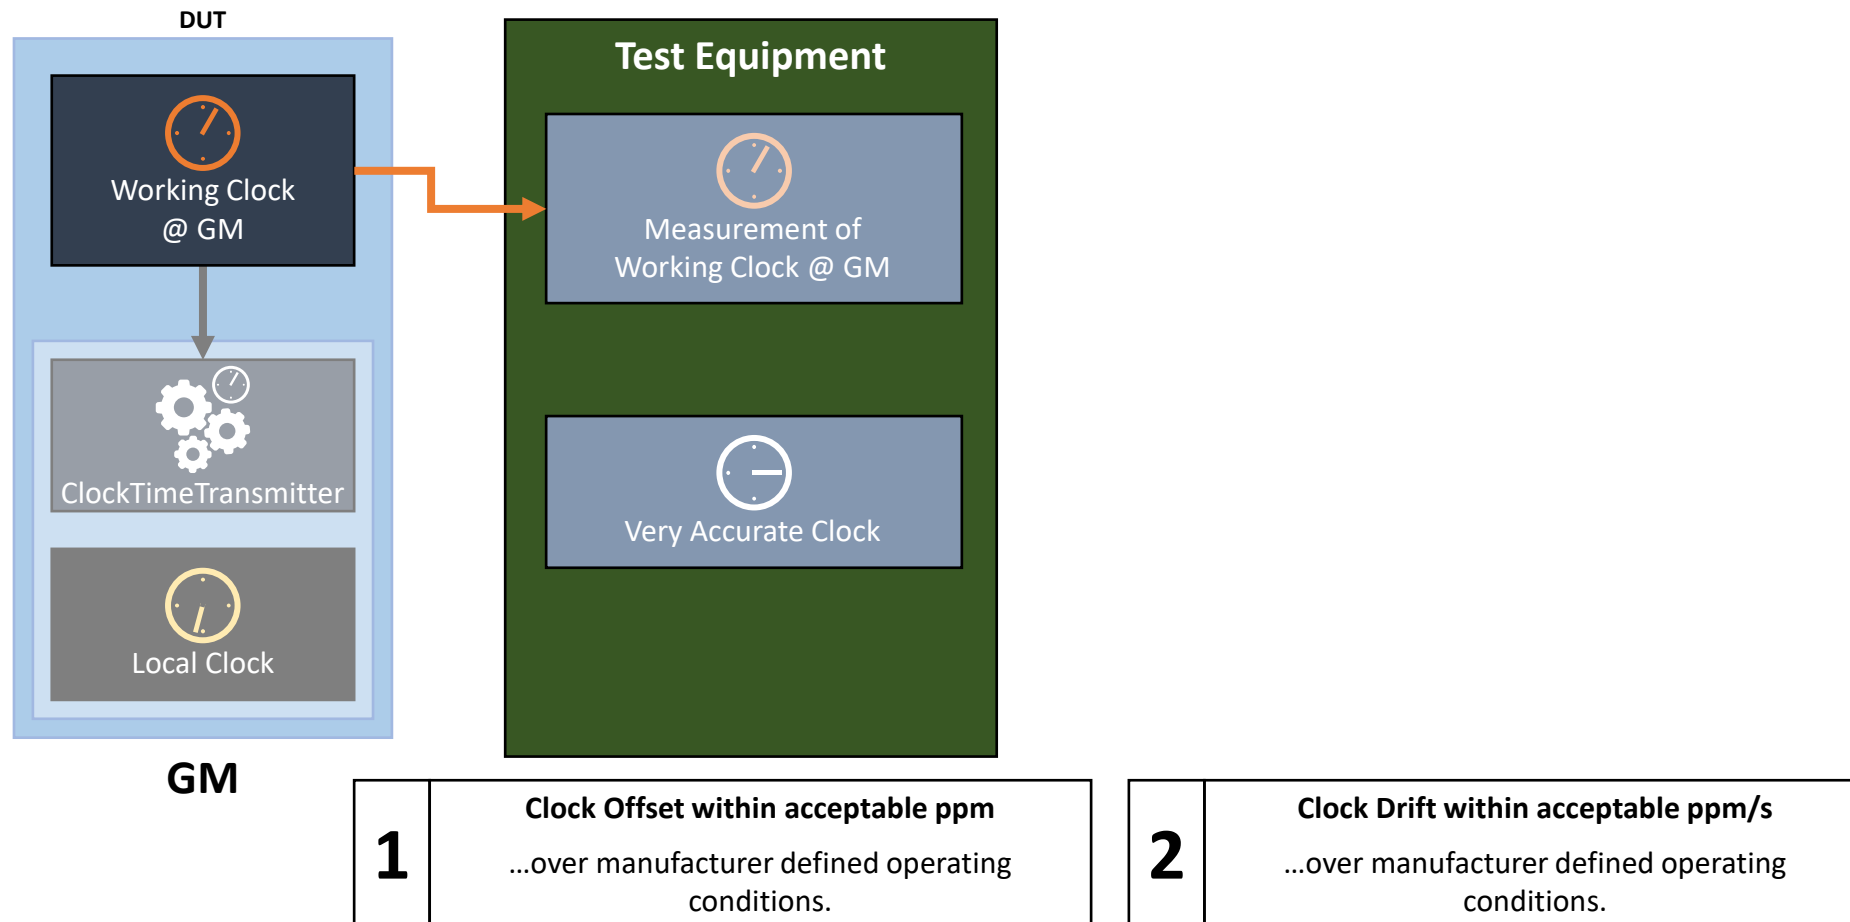 DUT
Test Equipment
Working Clock
@ GM
Measurement of
Working Clock @ GM
ClockTimeTransmitter
Very Accurate Clock
Local Clock
GM
1
Clock Offset within acceptable ppm
...over manufacturer defined operating
conditions.
2
Clock Drift within acceptable ppm/s
...over manufacturer defined operating
conditions.